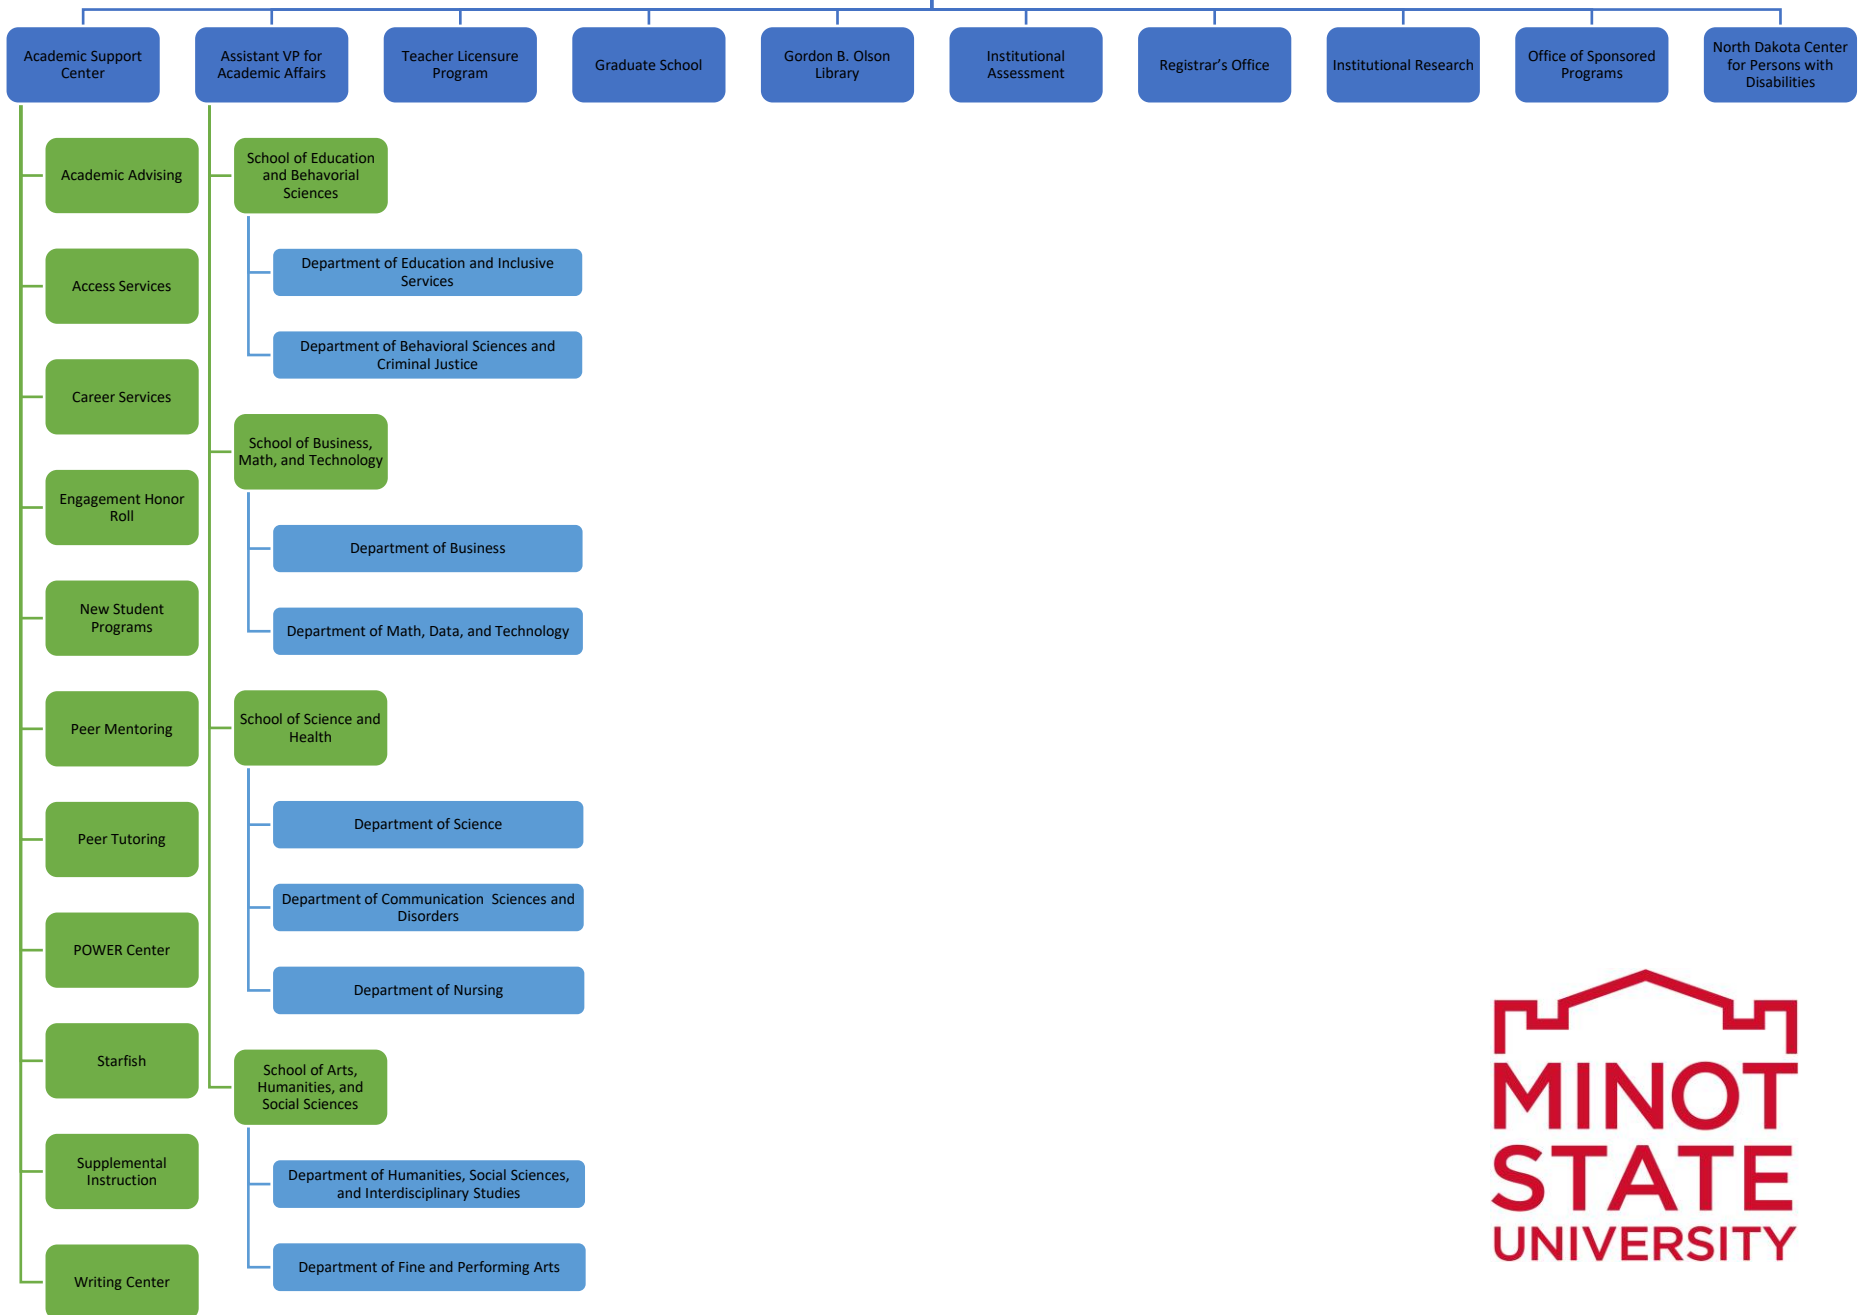 Academic Support
Center
Assistant VP for
Academic Affairs
Teacher Licensure
Program
Graduate School
Gordon B. Olson
Library
Institutional
Assessment
Registrar's Office
Institutional Research
Office of Sponsored
Programs
North Dakota Center
for Persons with
Disabilities
Academic Advising
Access Services
Career Services
Engagement Honor
Roll
New Student
Programs
Peer Mentoring
Peer Tutoring
POWER Center
Starfish
Supplemental
Instruction
Writing Center
School of Education
and Behavorial
Sciences
Department of Education and Inclusive
Services
Department of Behavioral Sciences and
Criminal Justice
School of Business,
Math, and Technology
Department of Business
Department of Math, Data, and Technology
School of Science and
Health
Department of Science
Department of Communication  Sciences and
Disorders
Department of Nursing
School of Arts,
Humanities, and
Social Sciences
Department of Humanities, Social Sciences,
and Interdisciplinary Studies
Department of Fine and Performing Arts
MINOT
STATE
UNIVERSITY